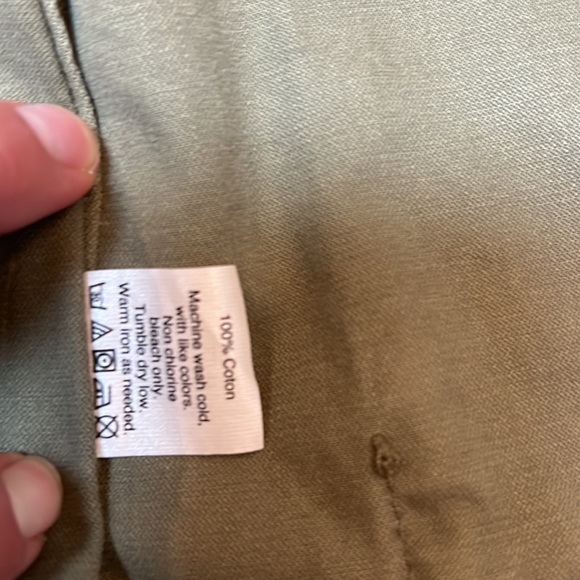 100% Coton
Machine wash cold,
with like colors.
Non chlorine
bleach only.
Tumble dry low.
Warm iron as needed.